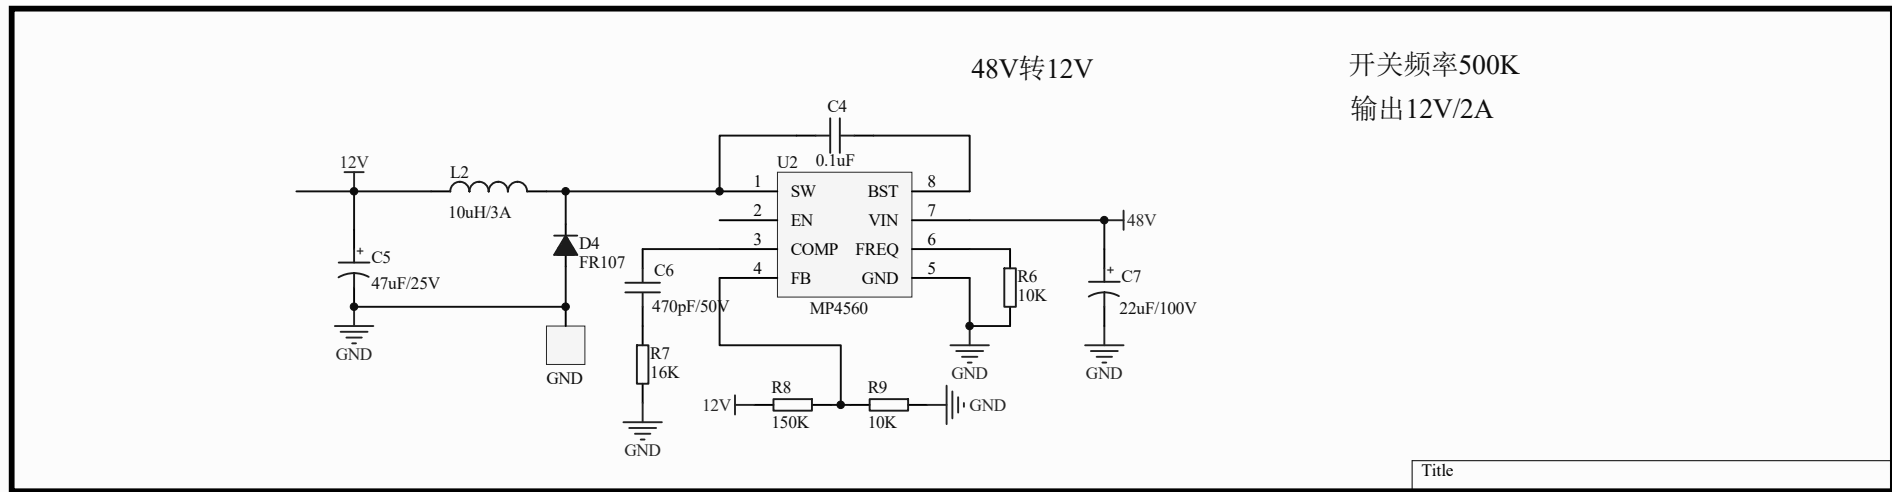 48V转12V
开关频率500K
输出12V/2A
C4
0.1uF
U2
12V
L2
10uH/3A
1 SW BST 8
2 EN VIN 7
48V
3 COMP FREQ 6
4 FB GND 5
MP4560
D4
FR107
C5
47uF/25V
C6
470pF/50V
R6
10K
C7
22uF/100V
GND
GND
R7
16K
GND
GND
R8
150K
R9
10K
12V
GND
GND
Title